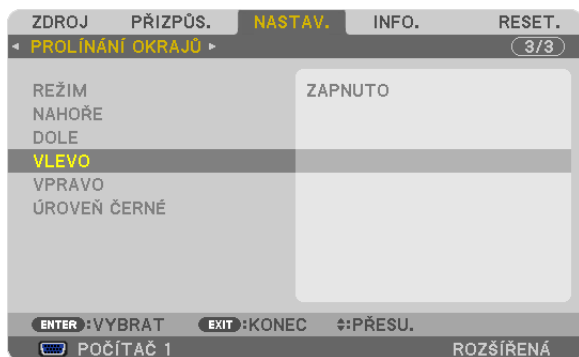 ZDROJ PŘIZPŮS. NASTAV. INFO. RESET.
PROLÍNÁNÍ OKRAJŮ 3/3
REŽIM ZAPNUTO
NAHOŘE
DOLE
VLEVO
VPRAVO
ÚROVEŇ ČERNÉ
ENTER :VYBRAT EXIT :KONEC :PŘESU.
POČÍTAČ 1 ROZŠÍŘENÁ